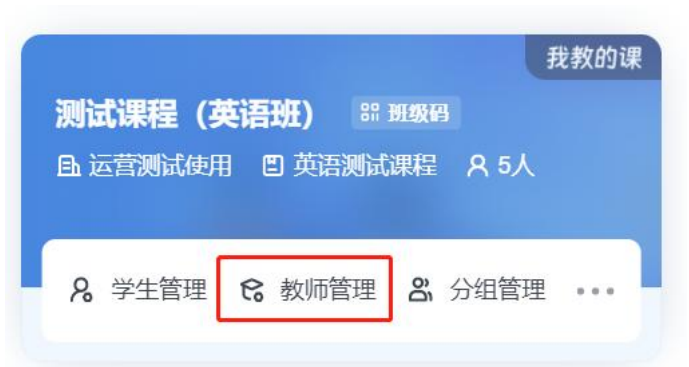 我教的课
测试课程（英语班） 班级码
运营测试使用 英语测试课程 5人
学生管理 教师管理 分组管理 •••